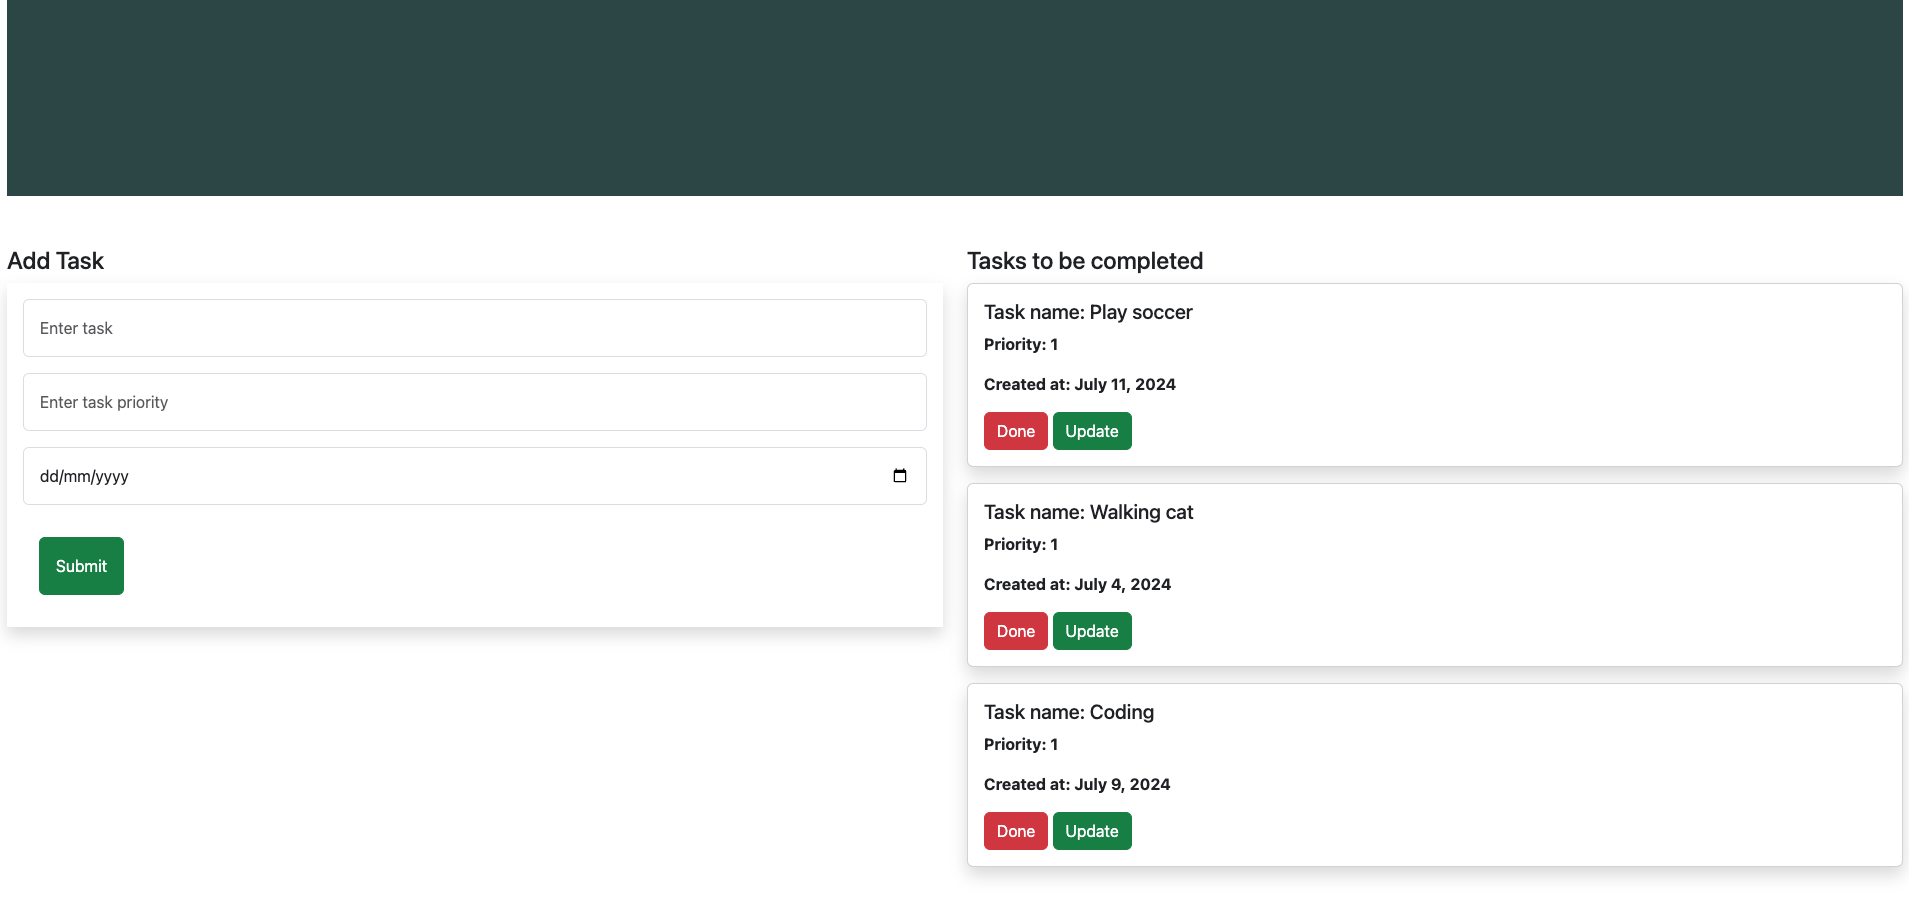 Add Task
Enter task
Enter task priority
dd/mm/yyyy
Submit
Tasks to be completed
Task name: Play soccer
Priority: 1
Created at: July 11, 2024
Done Update
Task name: Walking cat
Priority: 1
Created at: July 4, 2024
Done Update
Task name: Coding
Priority: 1
Created at: July 9, 2024
Done Update